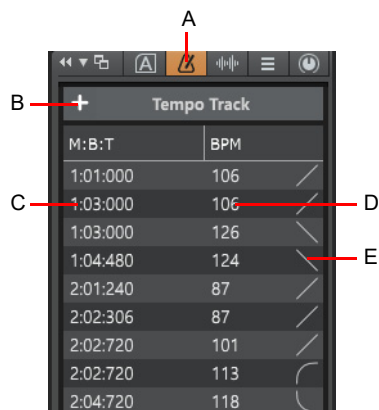 A
A
B
+ Tempo Track
M:B:T BPM
1:01:000 106
C 1:03:000 106 D
1:03:000 126
1:04:480 124 E
2:01:240 87
2:02:306 87
2:02:720 101
2:02:720 113
2:04:720 118